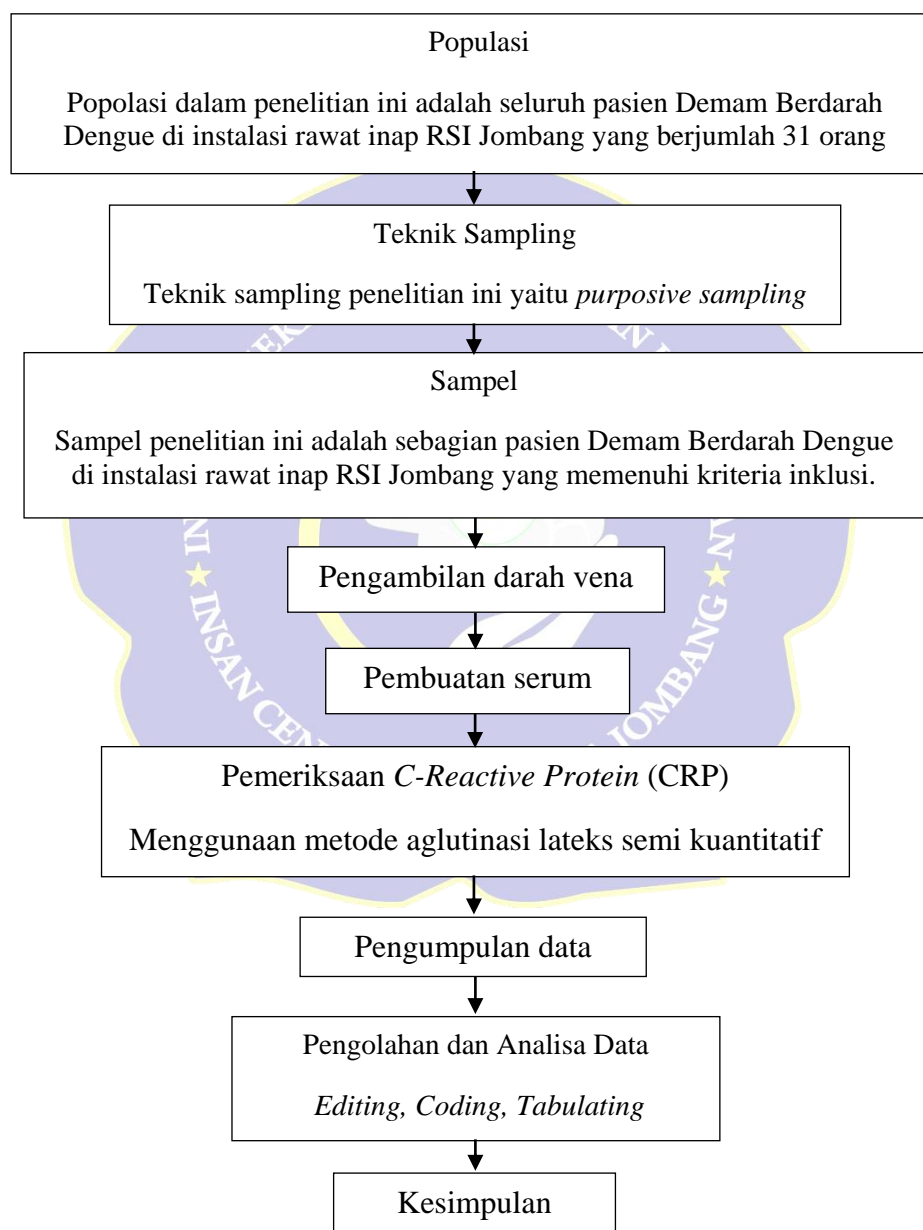 Populasi
Popolasi dalam penelitian ini adalah seluruh pasien Demam Berdarah
Dengue di instalasi rawat inap RSI Jombang yang berjumlah 31 orang
Teknik Sampling
Teknik sampling penelitian ini yaitu purposive sampling
Sampel
Sampel penelitian ini adalah sebagian pasien Demam Berdarah Dengue
di instalasi rawat inap RSI Jombang yang memenuhi kriteria inklusi.
Pengambilan darah vena
Pembuatan serum
Pemeriksaan C-Reactive Protein (CRP)
Menggunaan metode aglutinasi lateks semi kuantitatif
Pengumpulan data
Pengolahan dan Analisa Data
Editing, Coding, Tabulating
Kesimpulan
INSAN
JOMBANG